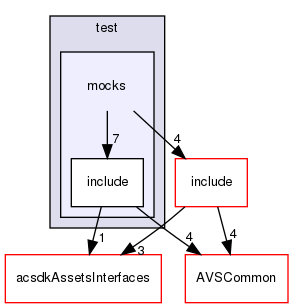 test
mocks
7
4
include
include
1
3
4
4
acsdkAssetsInterfaces
AVSCommon